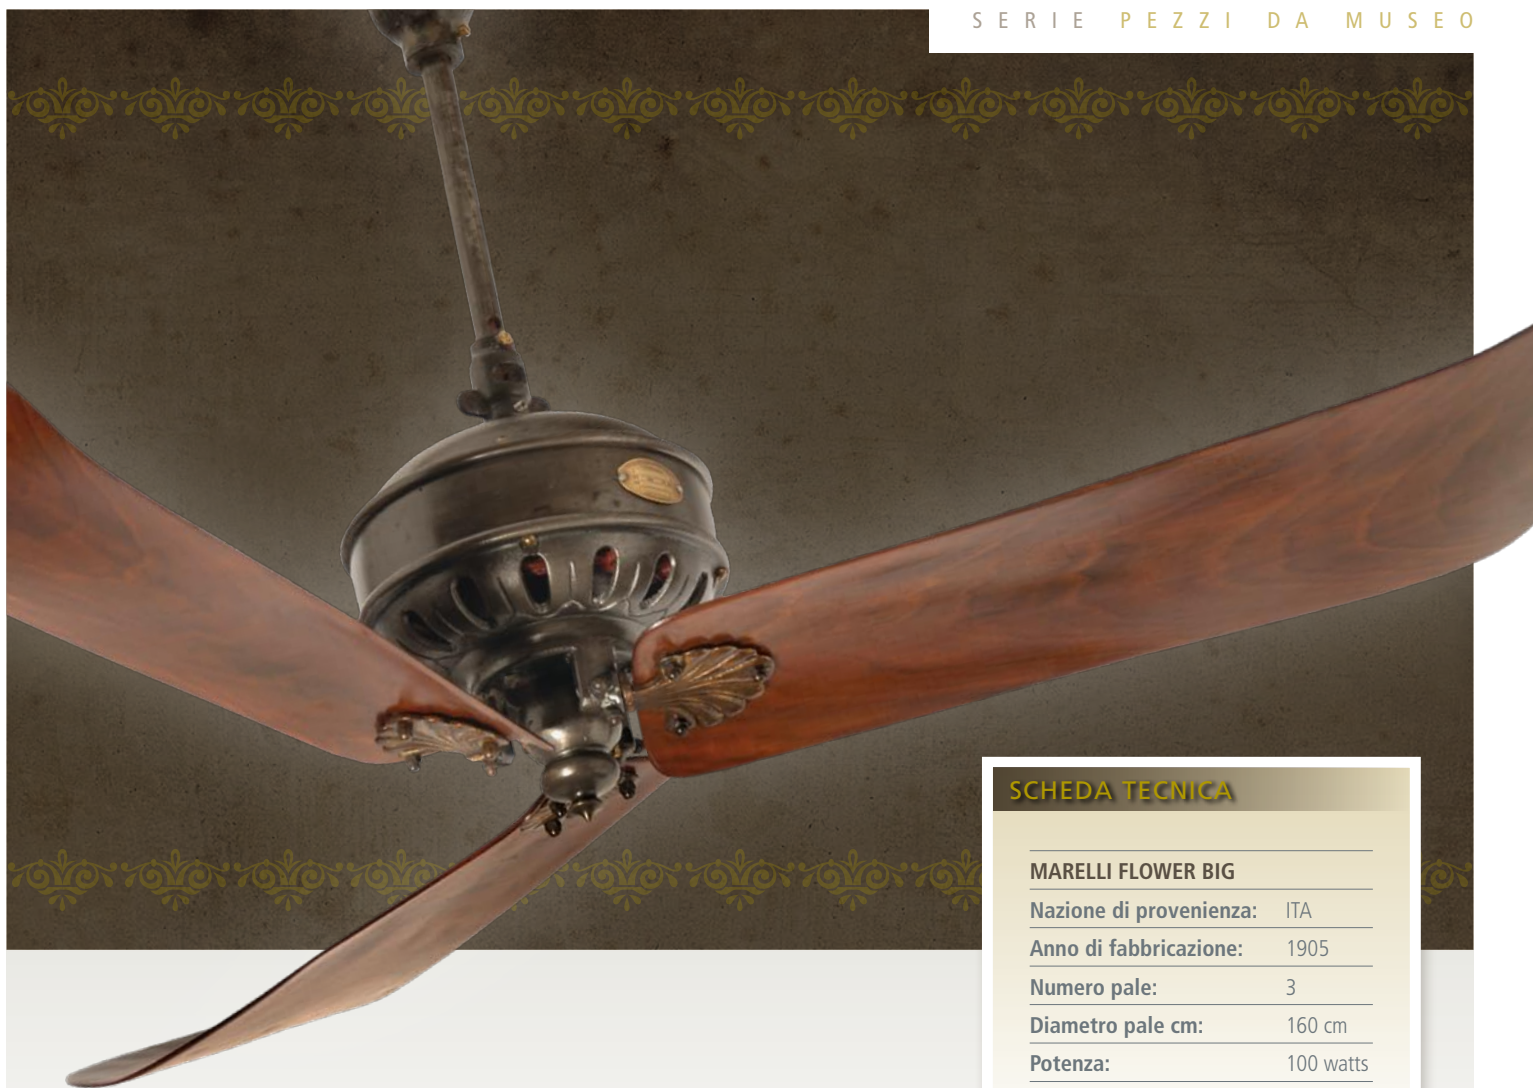 SERIE PEZZI DA MUSEO
SCHEDA TECNICA
MARELLI FLOWER BIG
Nazione di provenienza: ITA
Anno di fabbricazione: 1905
Numero pale: 3
Diametro pale cm: 160 cm
Potenza: 100 watts